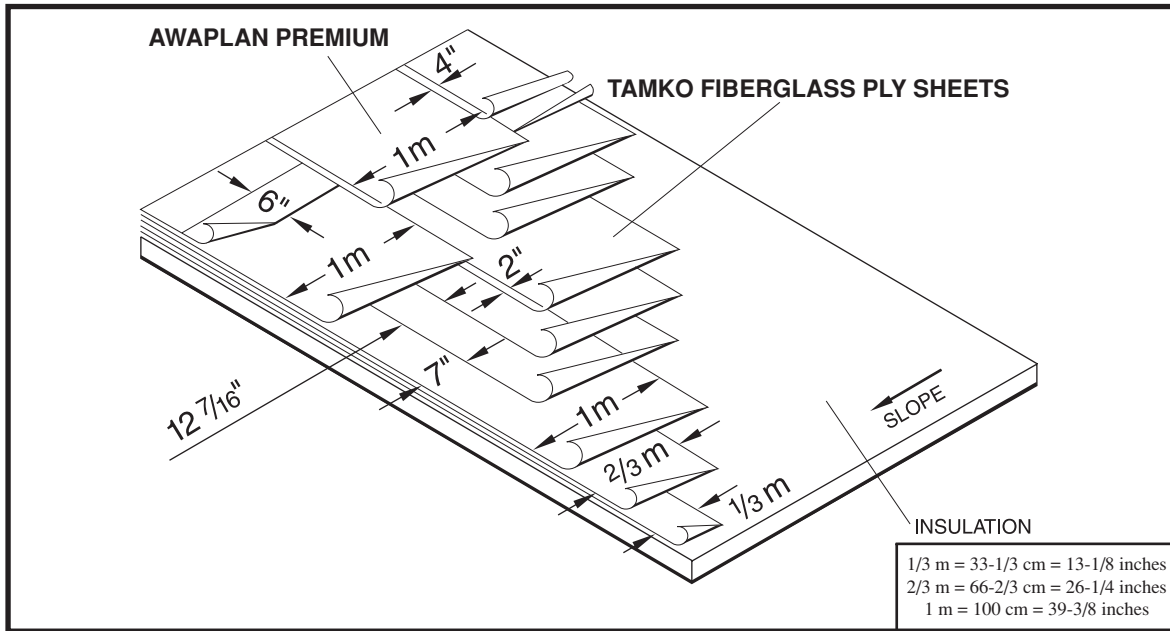 AWAPLAN PREMIUM
4"
TAMKO FIBERGLASS PLY SHEETS
1m
6"
1m
2"
12 7/16"
7"
1m
SLOPE
2/3 m
1/3 m
INSULATION
1/3 m = 33-1/3 cm = 13-1/8 inches
2/3 m = 66-2/3 cm = 26-1/4 inches
1 m = 100 cm = 39-3/8 inches